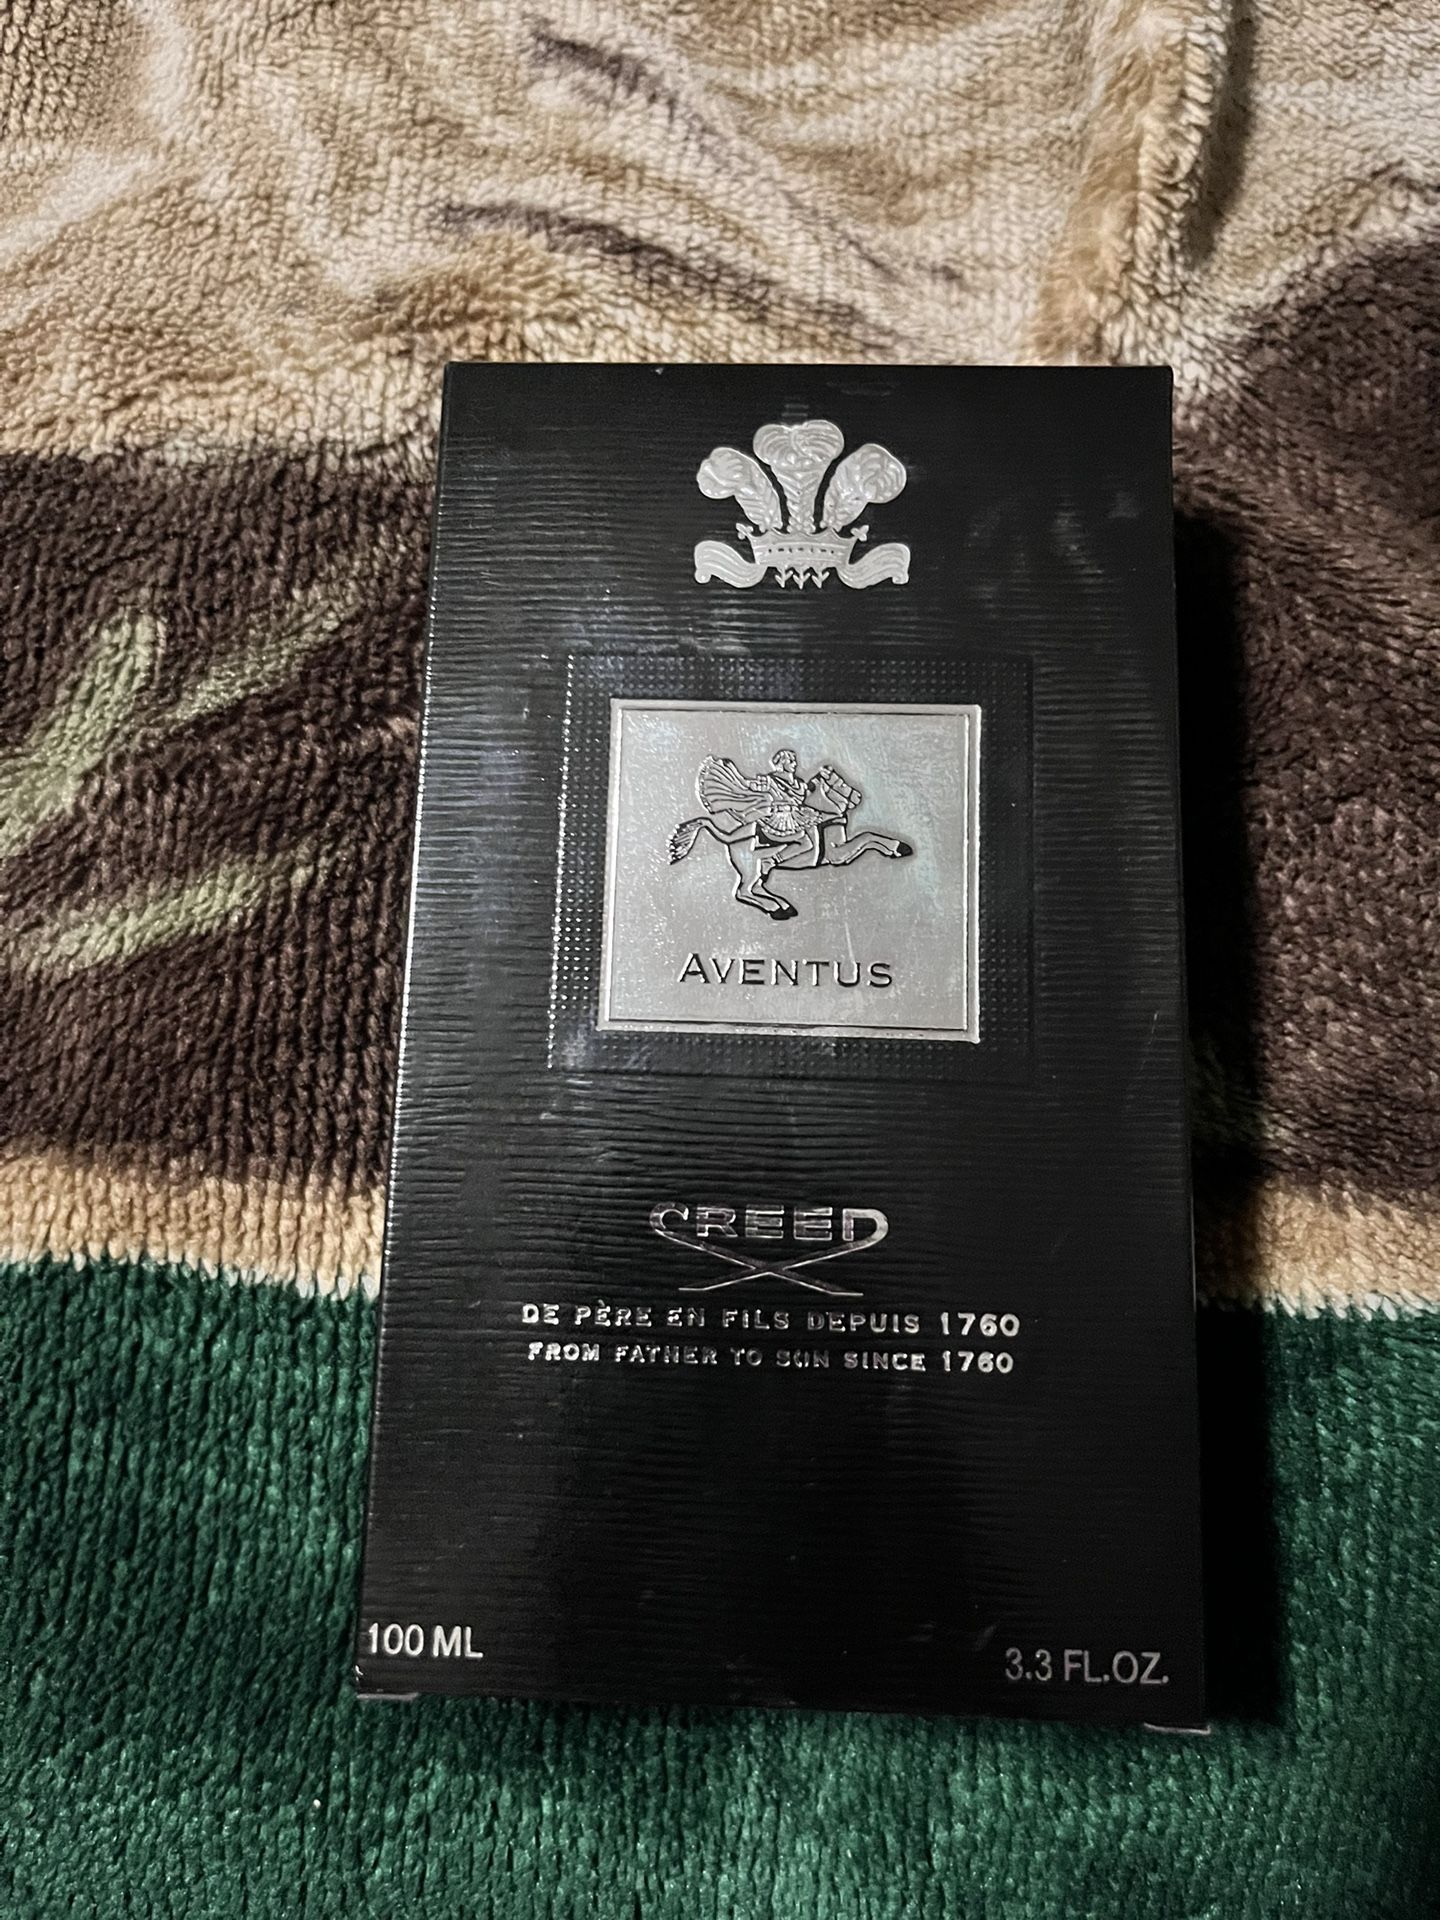 AVENTUS
CREED
DE PÈRE EN FILS DEPUIS 1760
FROM FATHER TO SON SINCE 1760
100 ML
3.3 FL.OZ.